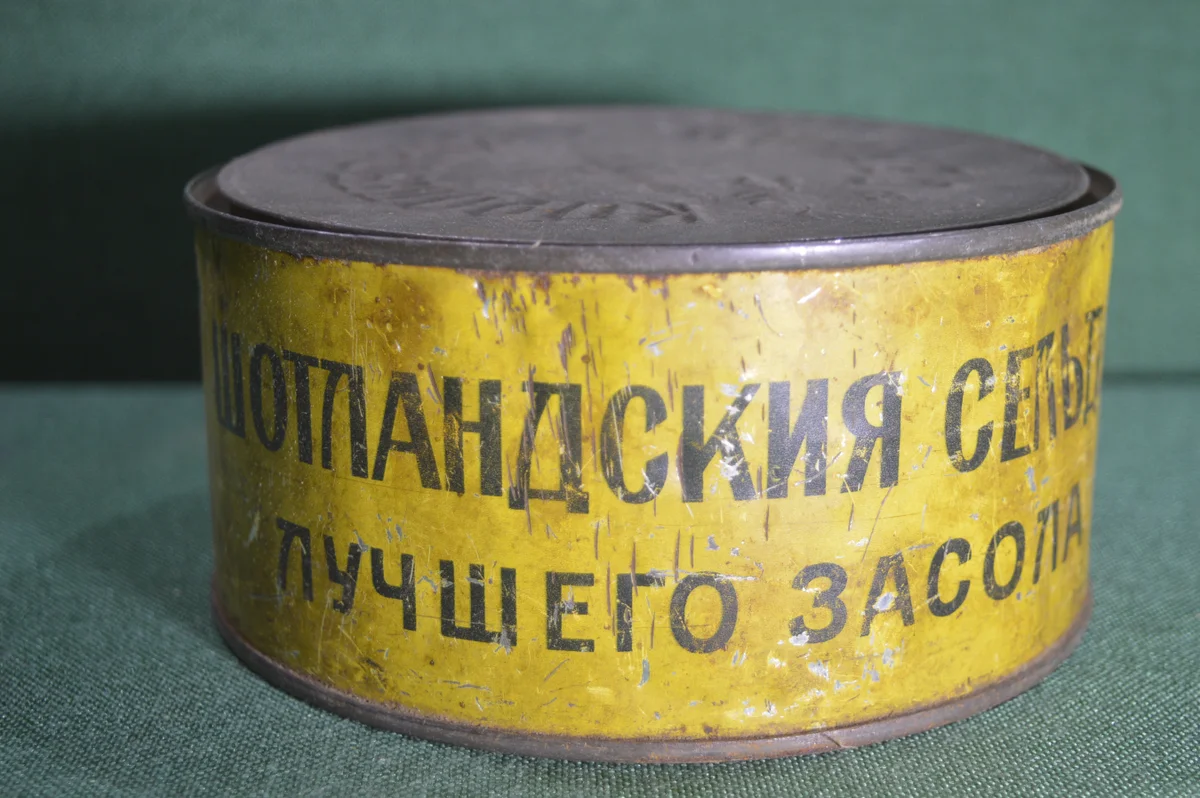 ШОТЛАНДСКИЯ СЕЛЬД
ЛУЧШЕГО ЗАСОЛА